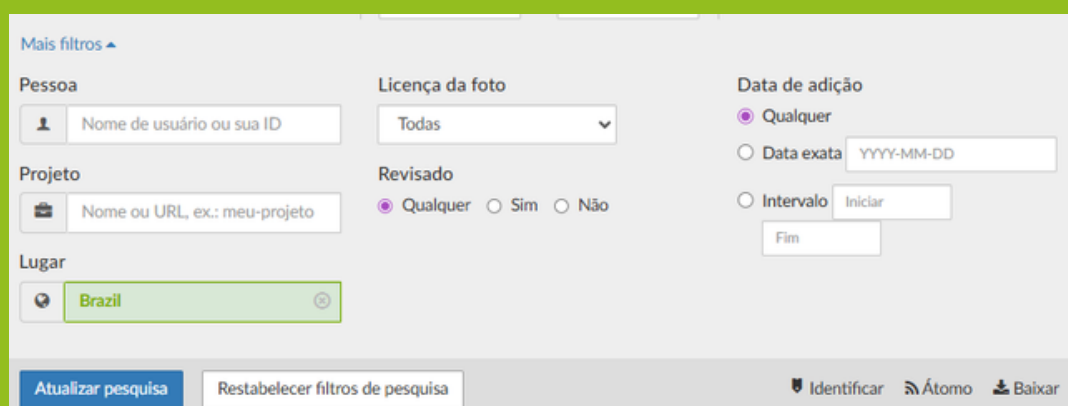 Mais filtros
Pessoa
Nome de usuário ou sua ID
Projeto
Nome ou URL, ex.: meu-projeto
Lugar
Brazil
Licença da foto
Todas
Revisado
Qualquer Sim Não
Data de adição
Qualquer
Data exata YYYY-MM-DD
Intervalo Iniciar
Fim
Atualizar pesquisa Restabelecer filtros de pesquisa Identificar Átomo Baixar